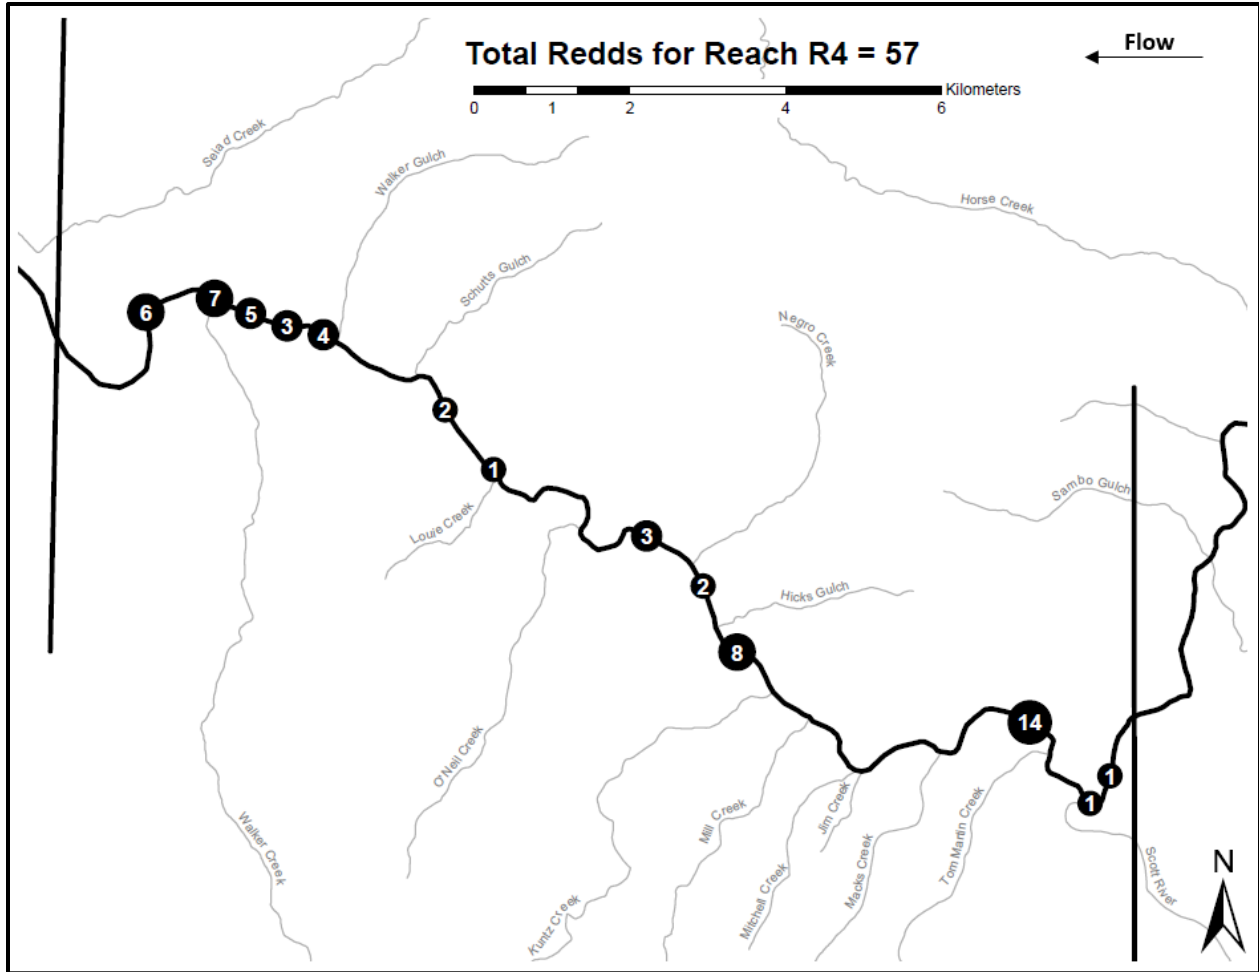 Total Redds for Reach R4 = 57
Flow
Kilometers
0 1 2 4 6
Seiad Creek
Walker Gulch
Horse Creek
Schutts Gulch
Negro Creek
6
7
5
3
4
2
1
Louie Creek
Sambo Gulch
3
2
Hicks Gulch
8
14
O'Neil Creek
1
1
Walker Creek
Mill Creek
Jim Creek
Tom Martin Creek
Macks Creek
Mitchell Creek
Kuntz Creek
Scott River
N